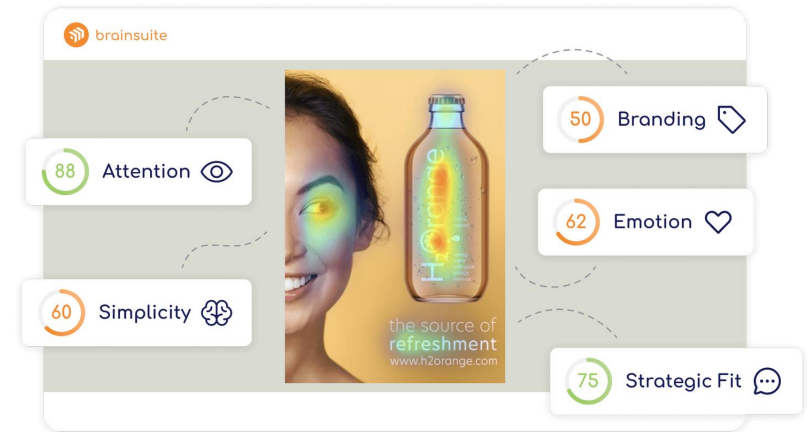 brainsuite
88 Attention
60 Simplicity
H2Orange
the source of
refreshment
www.h2orange.com
50 Branding
62 Emotion
75 Strategic Fit